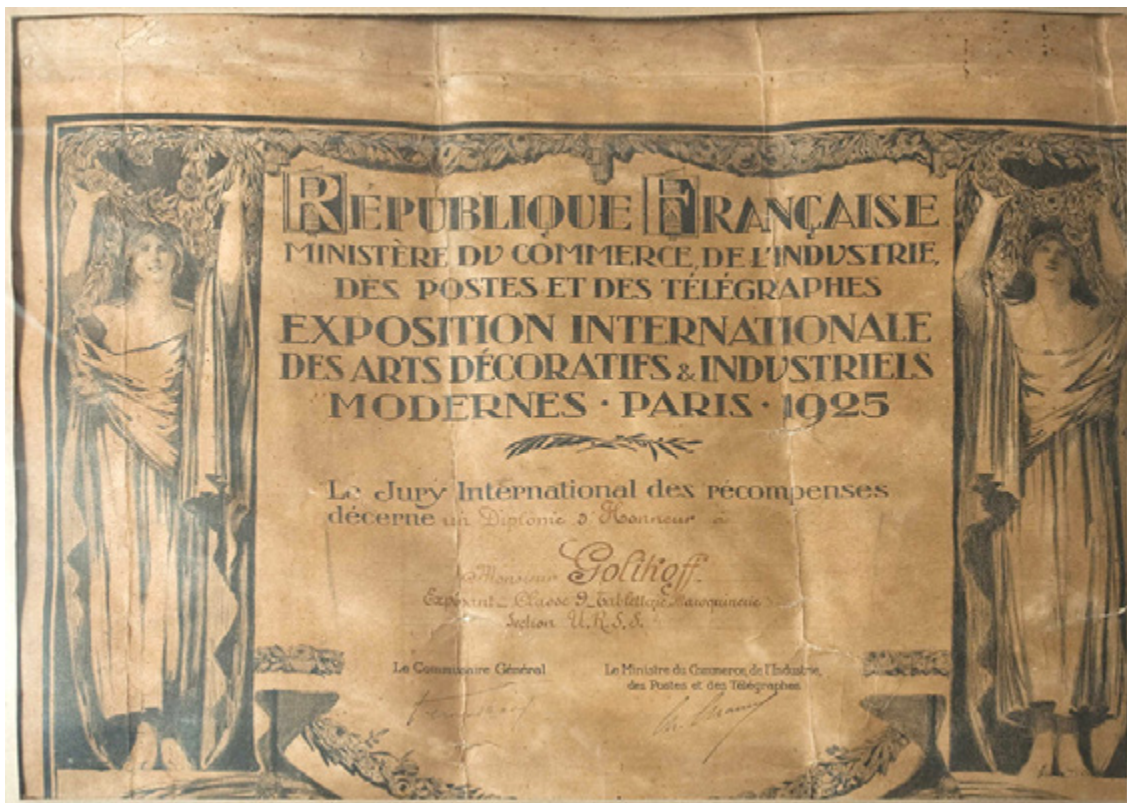 REPUBLIQUE FRANÇAISE
MINISTÈRE DU COMMERCE, DE L'INDUSTRIE,
DES POSTES ET DES TÉLÉGRAPHES
EXPOSITION INTERNATIONALE
DES ARTS DÉCORATIFS & INDUSTRIELS
MODERNES · PARIS · 1925
Le Jury International des récompenses
décerne un Diplôme d'Honneur à
Monsieur Golikoff
Exposant - Classe 9 - Tabletterie Maroquinerie
Section U.R.S.S.
Le Commissaire Général
Le Ministre du Commerce, de l'Industrie,
des Postes et des Télégraphes